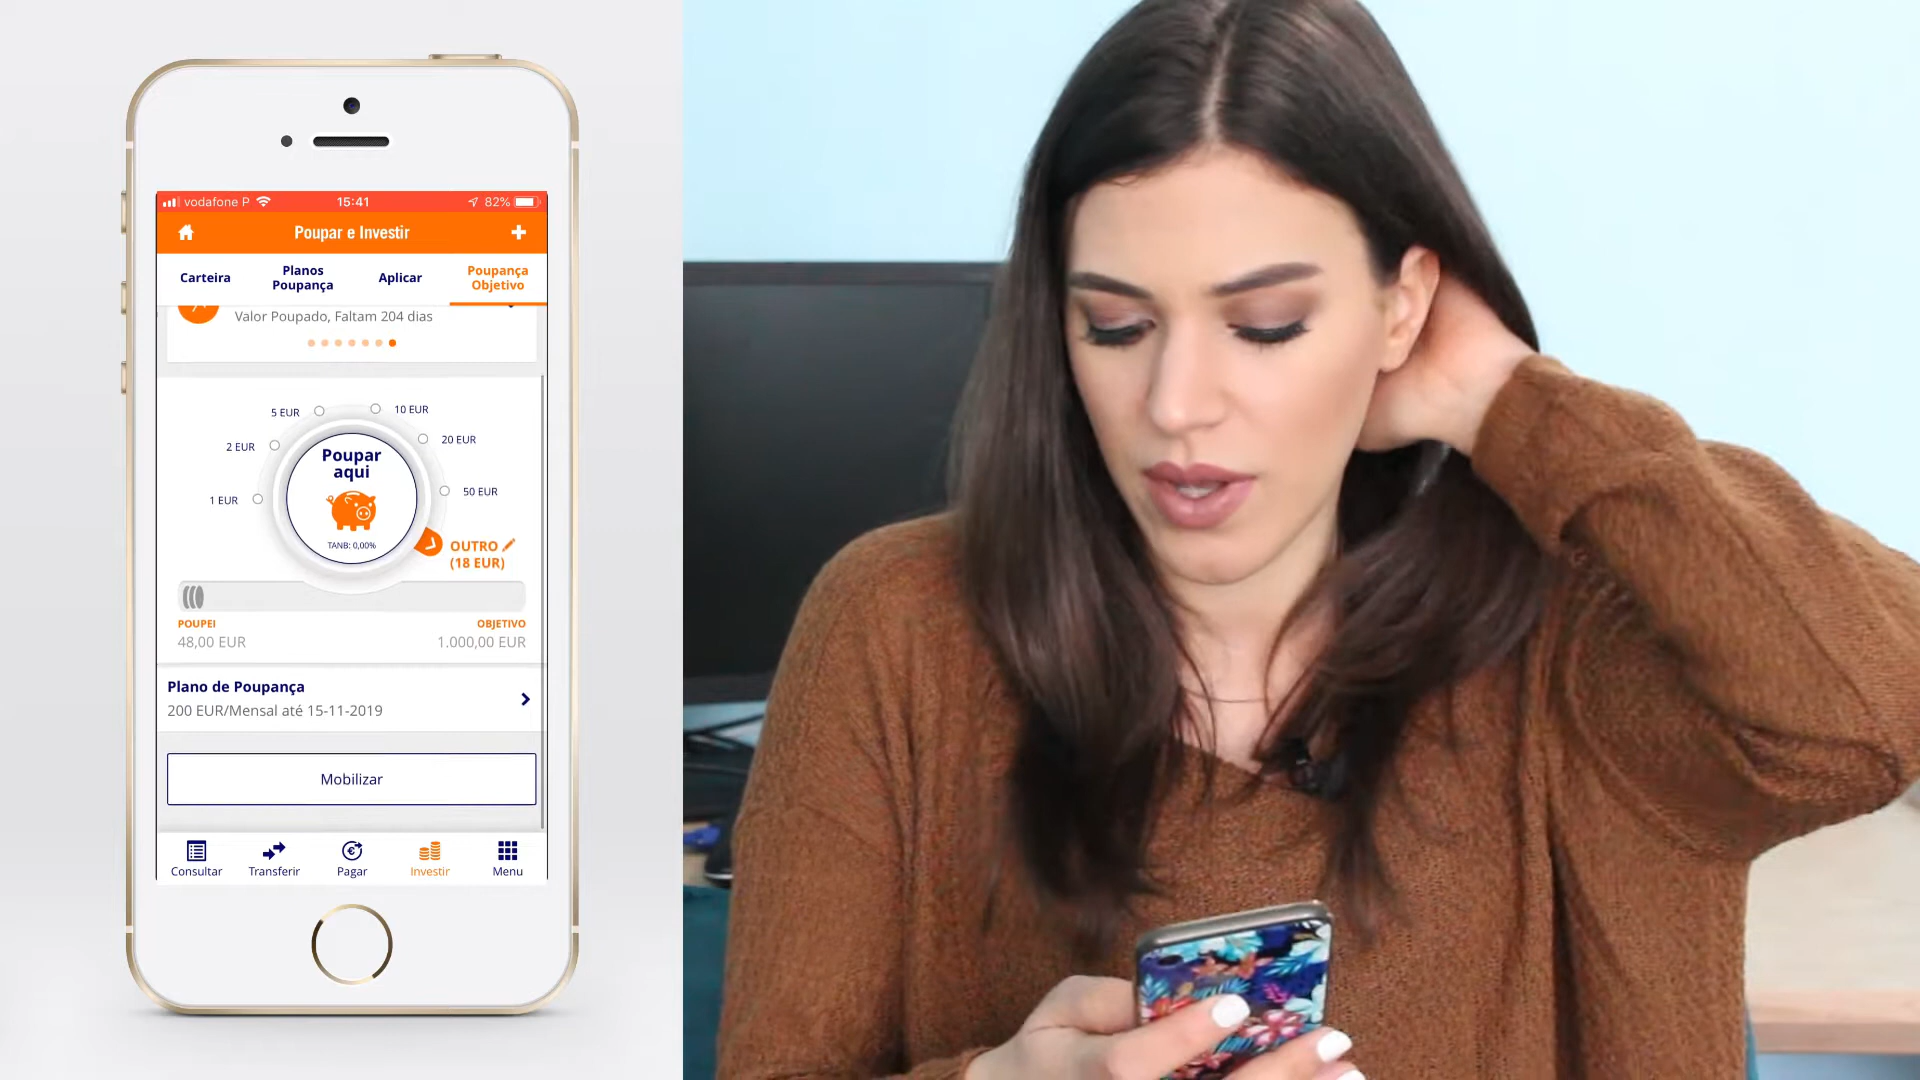 vodafone P
15:41
82%
Poupar e Investir
Carteira
Planos
Poupança
Aplicar
Poupança
Objetivo
Valor Poupado, Faltam 204 dias
5 EUR
10 EUR
2 EUR
20 EUR
1 EUR
50 EUR
Poupar
aqui
TANB: 0,00%
OUTRO
(18 EUR)
POUPEI
OBJETIVO
48,00 EUR
1.000,00 EUR
Plano de Poupança
200 EUR/Mensal até 15-11-2019
Mobilizar
Consultar
Transferir
Pagar
Investir
Menu